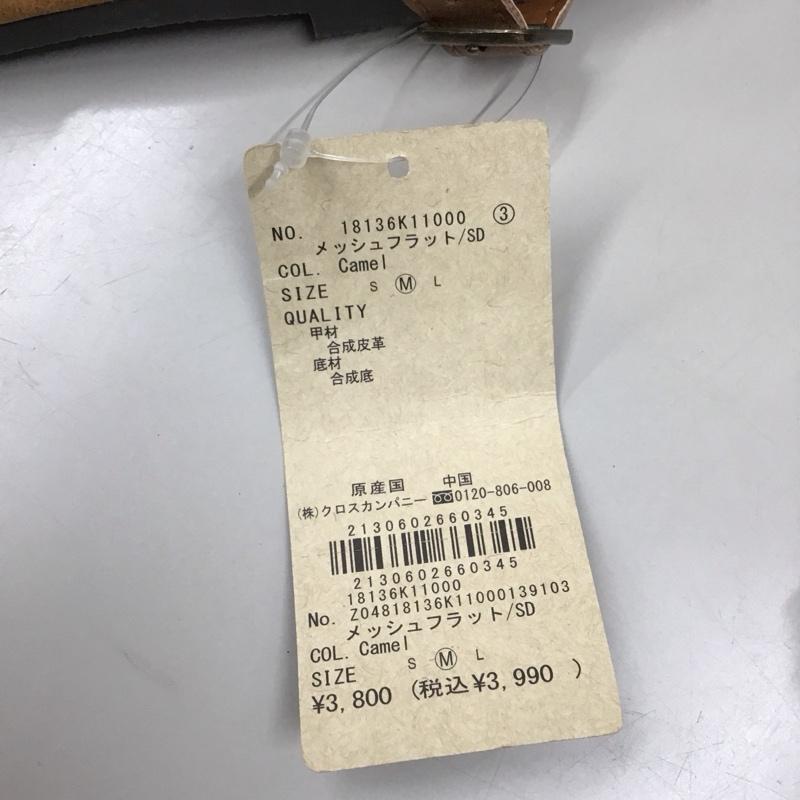 NO. 18136K11000 ③
メッシュフラット/SD
COL. Camel
SIZE S Ⓜ L
QUALITY
甲材
合成皮革
底材
合成底
原産国 中国
(株)クロスカンパニー 0120-806-008
2130602660345
2130602660345
18136K11000
No. Z04818136K11000139103
メッシュフラット/SD
COL. Camel
SIZE S Ⓜ L
¥3,800 (税込¥3,990 )